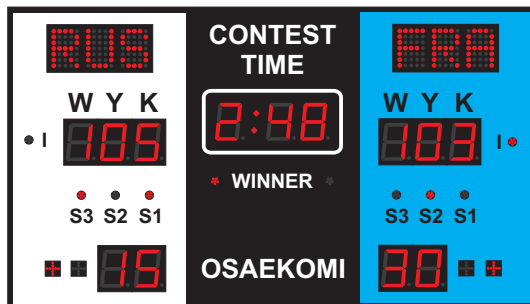 RUS CONTEST FRA
TIME
W Y K W Y K
I 105 2:48 103 I
WINNER
S3 S2 S1 S3 S2 S1
15 OSAEKOMI 30